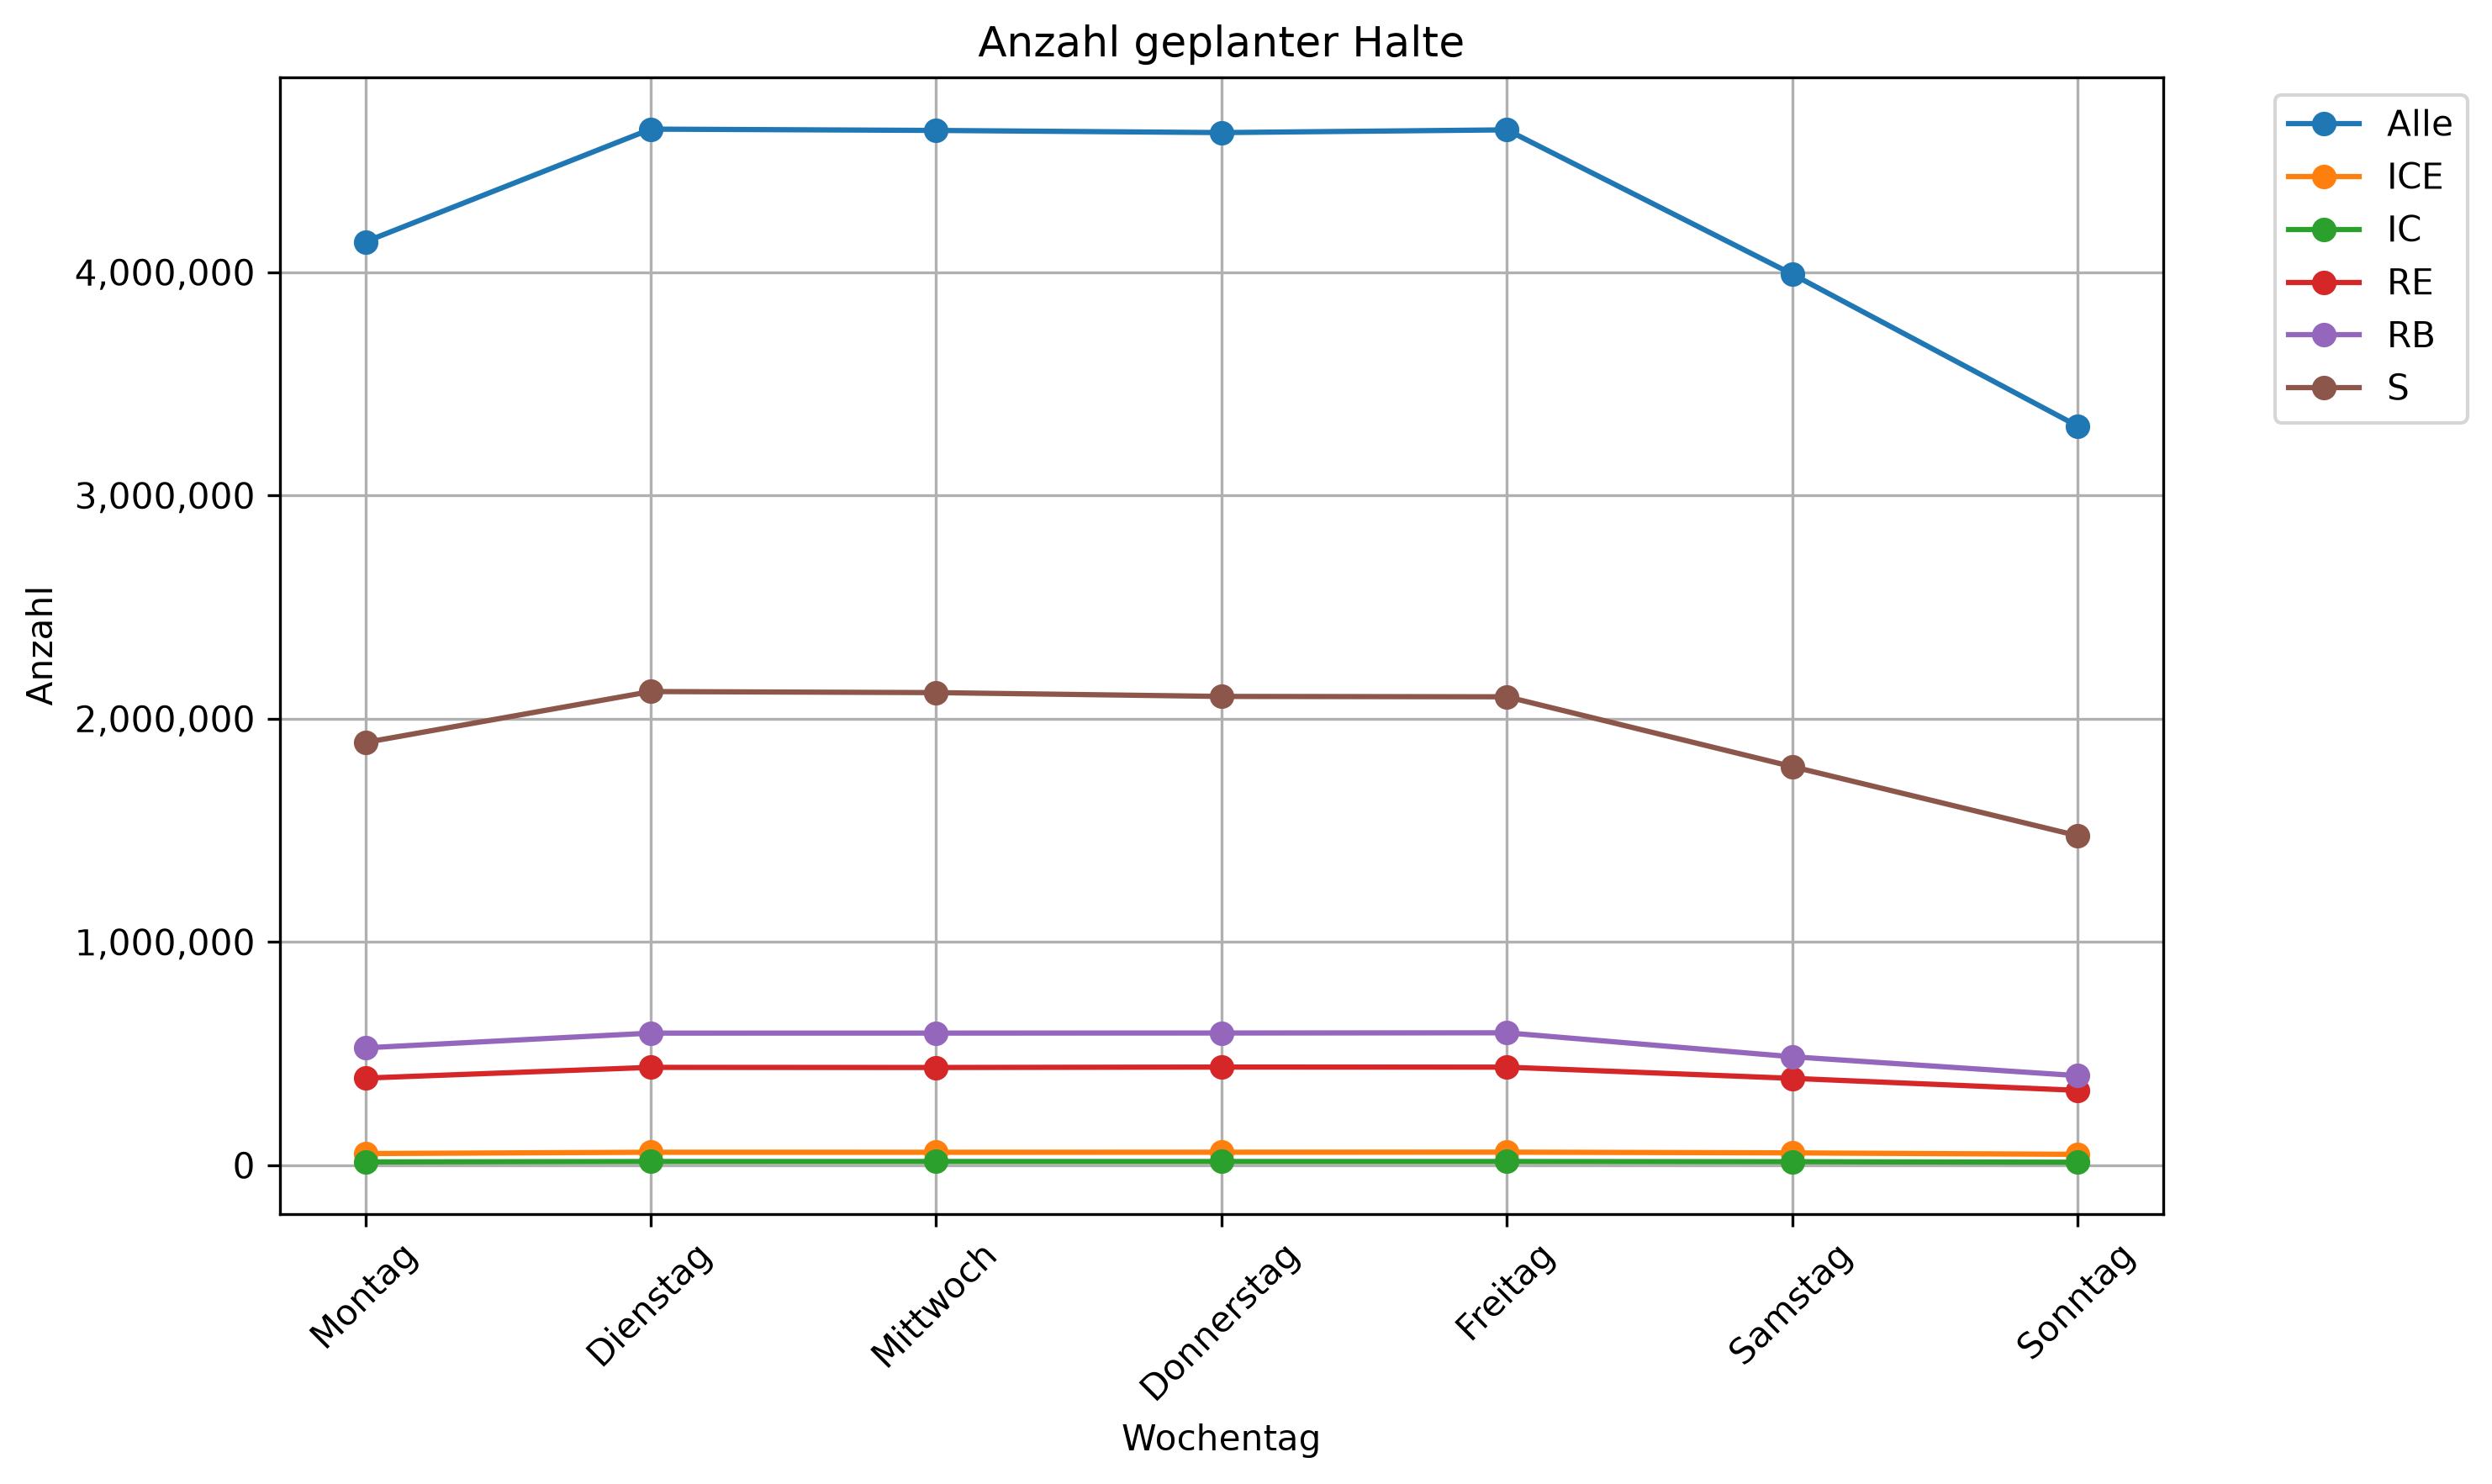 Anzahl geplanter Halte
Anzahl
4,000,000
3,000,000
2,000,000
1,000,000
0
Montag
Dienstag
Mittwoch
Donnerstag
Freitag
Samstag
Sonntag
Wochentag
Alle
ICE
IC
RE
RB
S